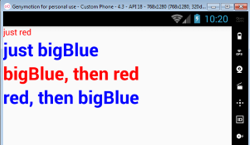 Genymotion for personal use - Custom Phone - 4.3 - API 18 - 768x1280 (768x1280, 320d
10:20
just red
just bigBlue
bigBlue, then red
red, then bigBlue